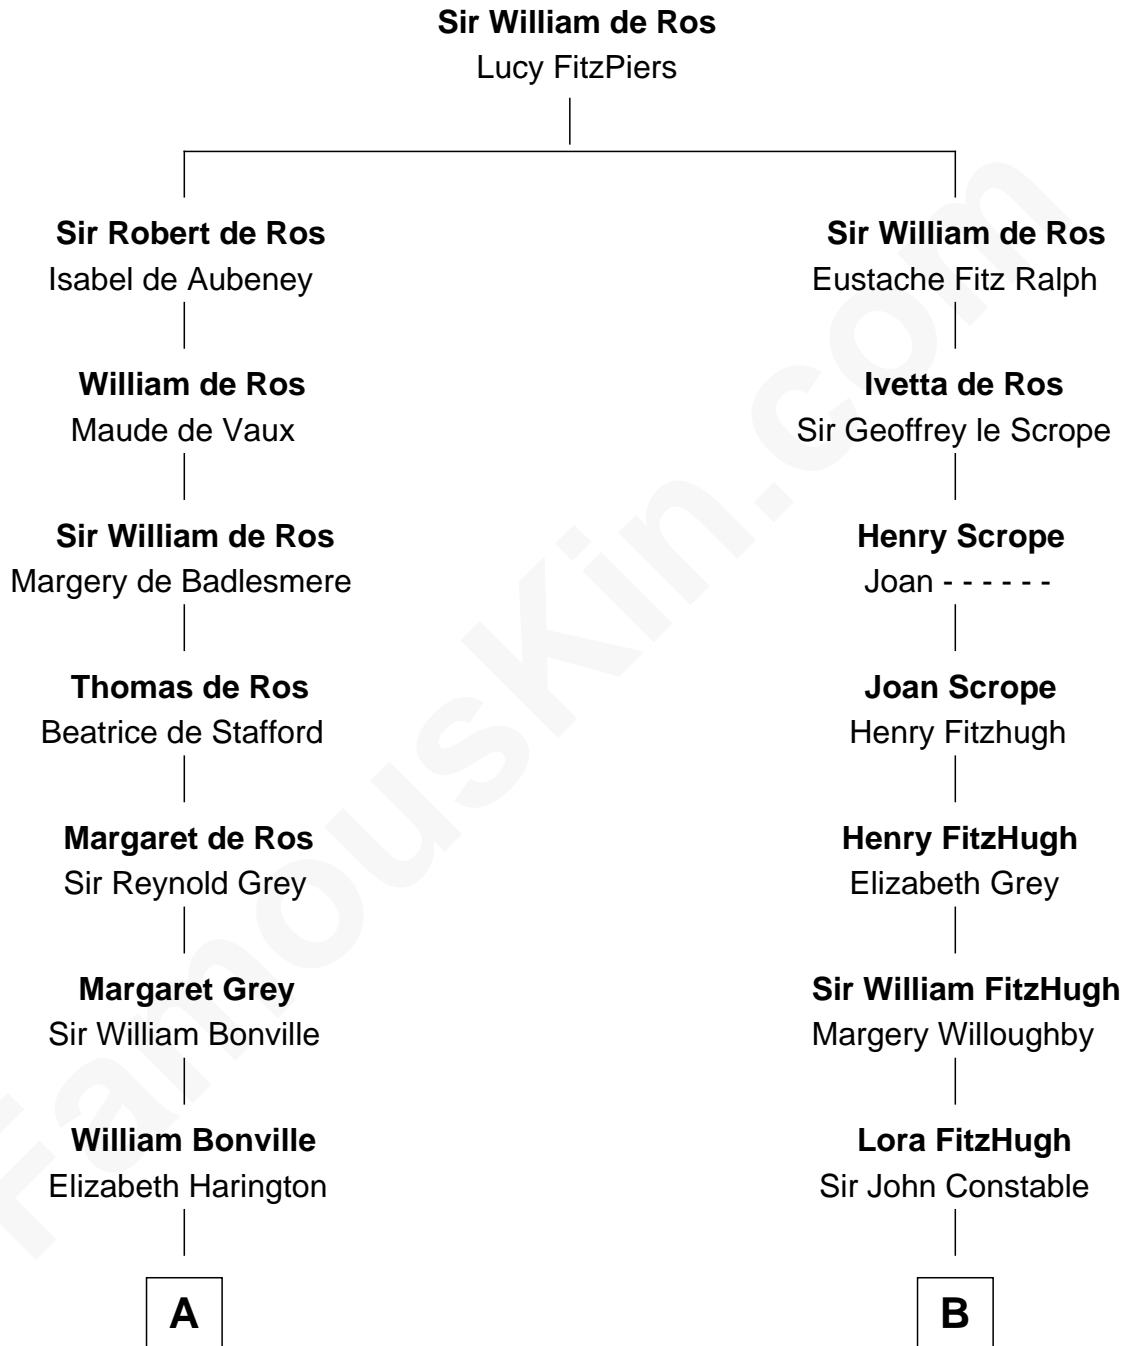 Sir William de Ros
Lucy FitzPiers
Sir Robert de Ros
Isabel de Aubeney
William de Ros
Maude de Vaux
Sir William de Ros
Margery de Badlesmere
Thomas de Ros
Beatrice de Stafford
Margaret de Ros
Sir Reynold Grey
Margaret Grey
Sir William Bonville
William Bonville
Elizabeth Harington
A
Sir William de Ros
Eustache Fitz Ralph
Ivetta de Ros
Sir Geoffrey le Scrope
Henry Scrope
Joan - - - - - -
Joan Scrope
Henry Fitzhugh
Henry FitzHugh
Elizabeth Grey
Sir William FitzHugh
Margery Willoughby
Lora FitzHugh
Sir John Constable
B
FamousKin.com